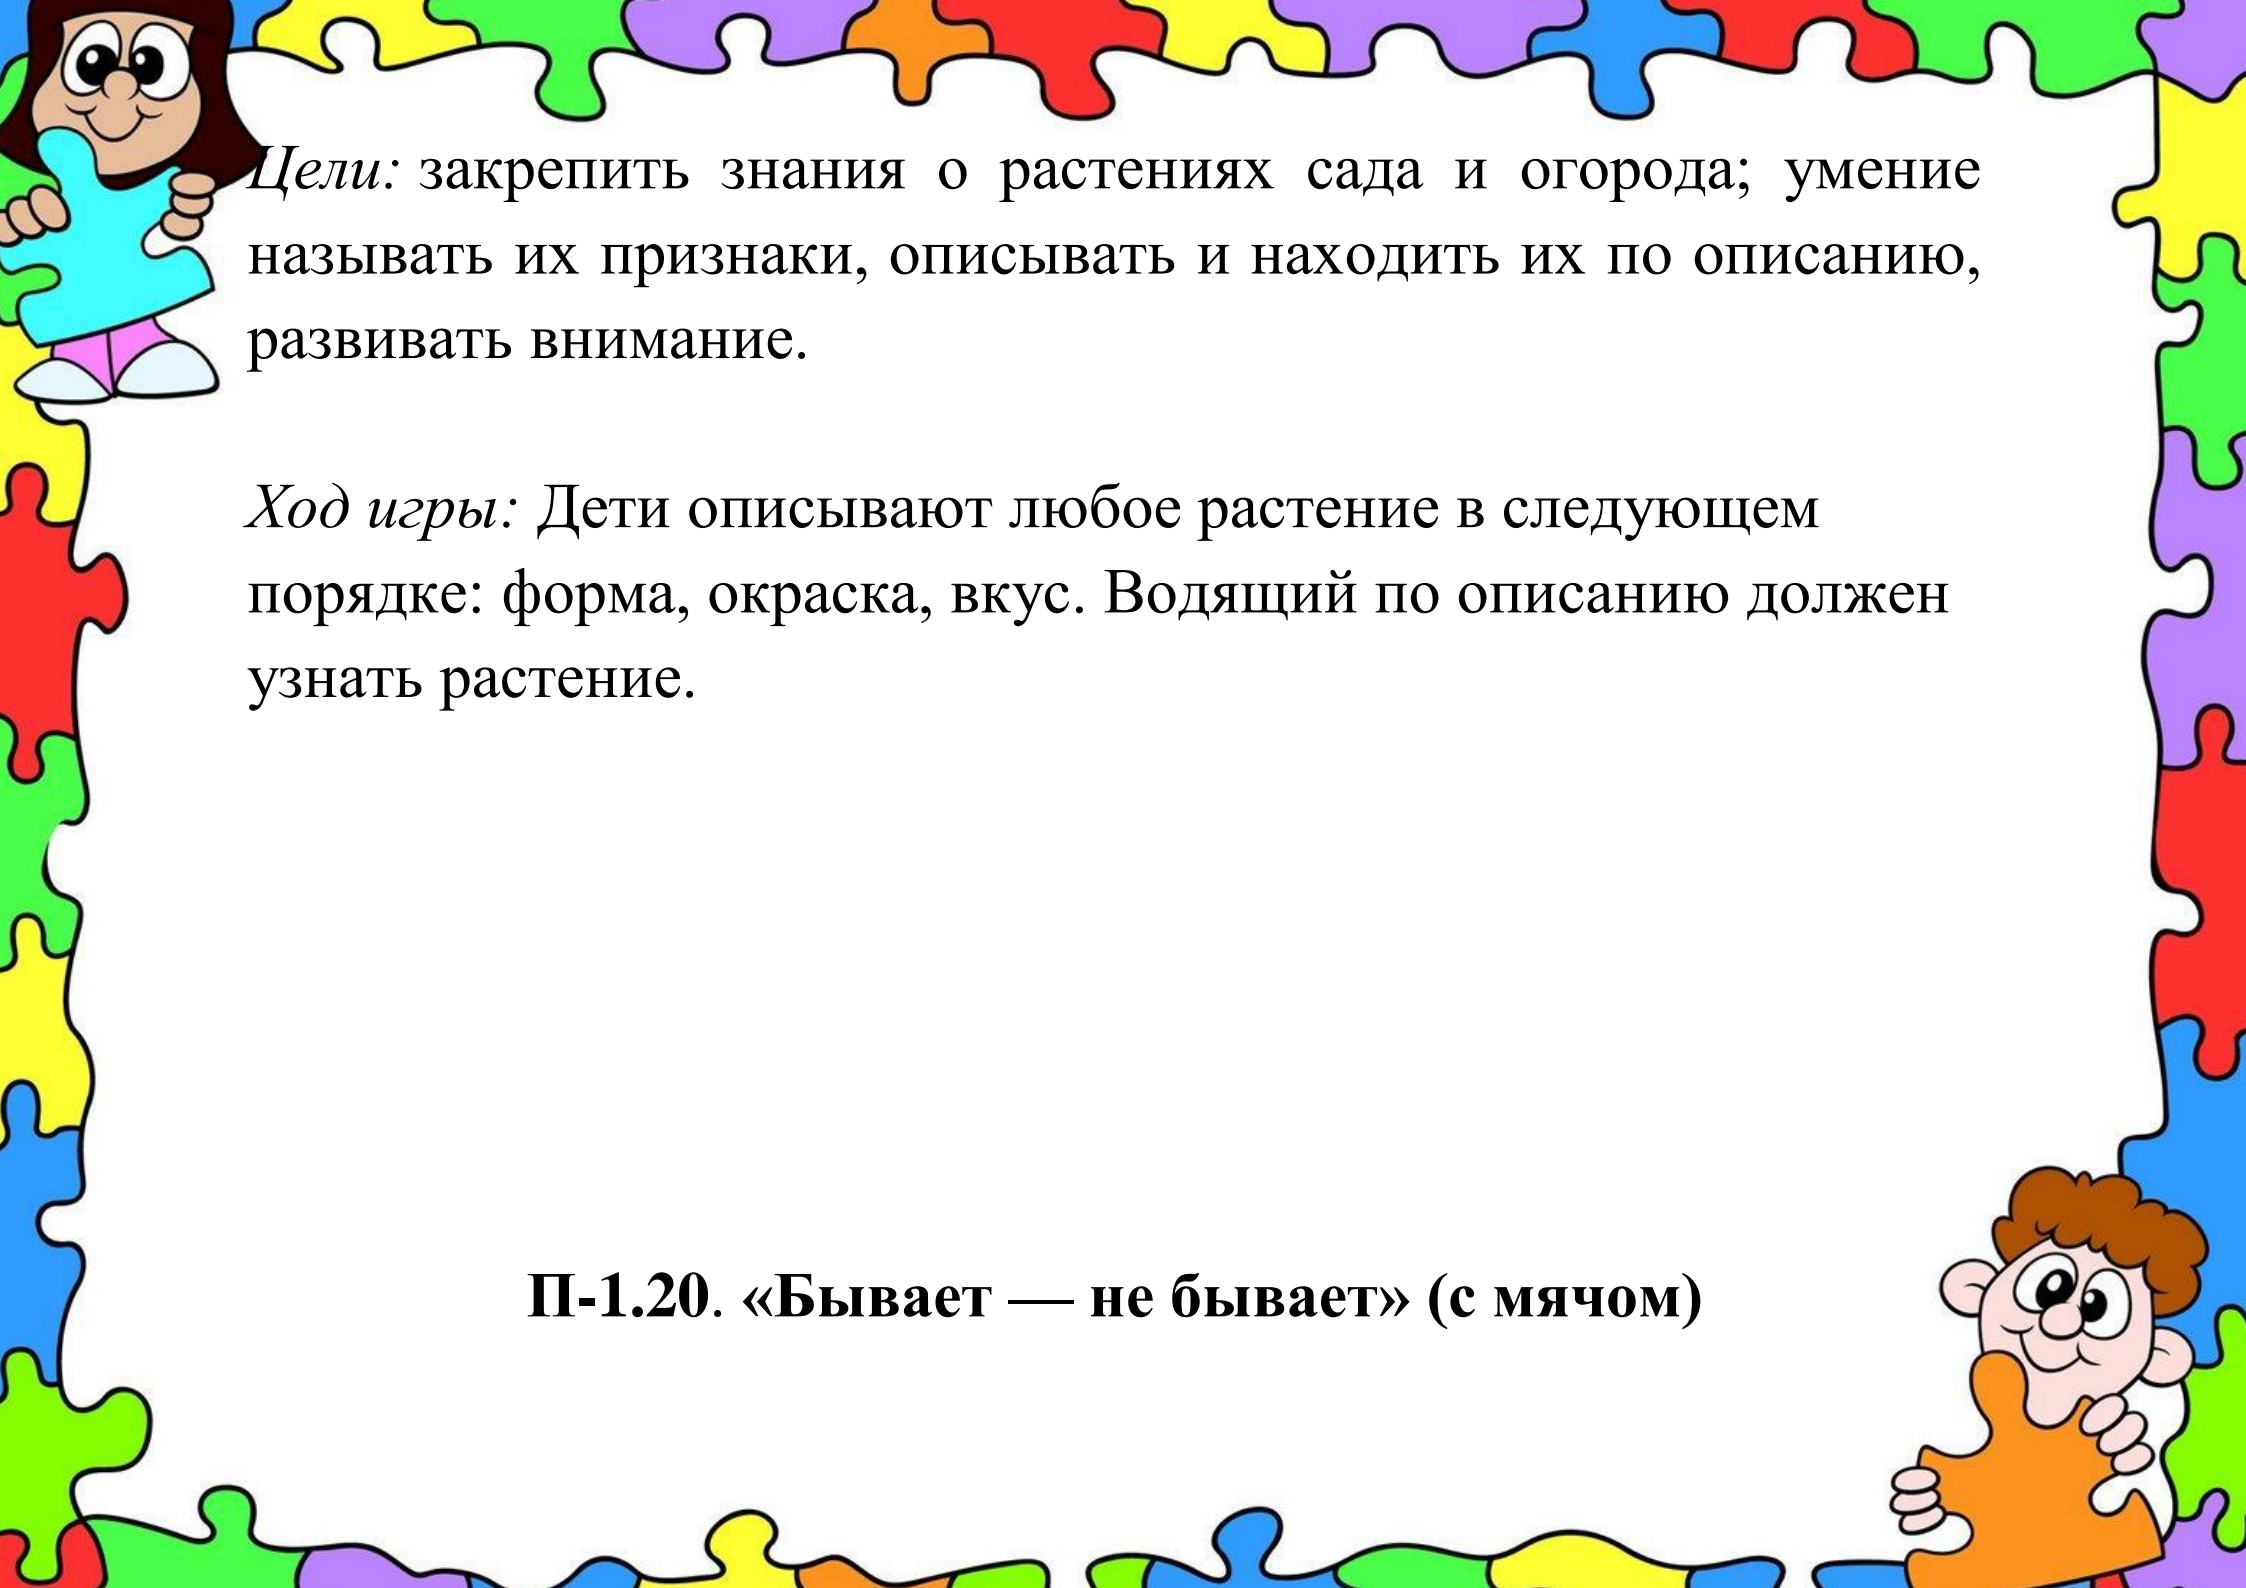 Цели: закрепить знания о растениях сада и огорода; умение
называть их признаки, описывать и находить их по описанию,
развивать внимание.
Ход игры: Дети описывают любое растение в следующем
порядке: форма, окраска, вкус. Водящий по описанию должен
узнать растение.
П-1.20. «Бывает — не бывает» (с мячом)